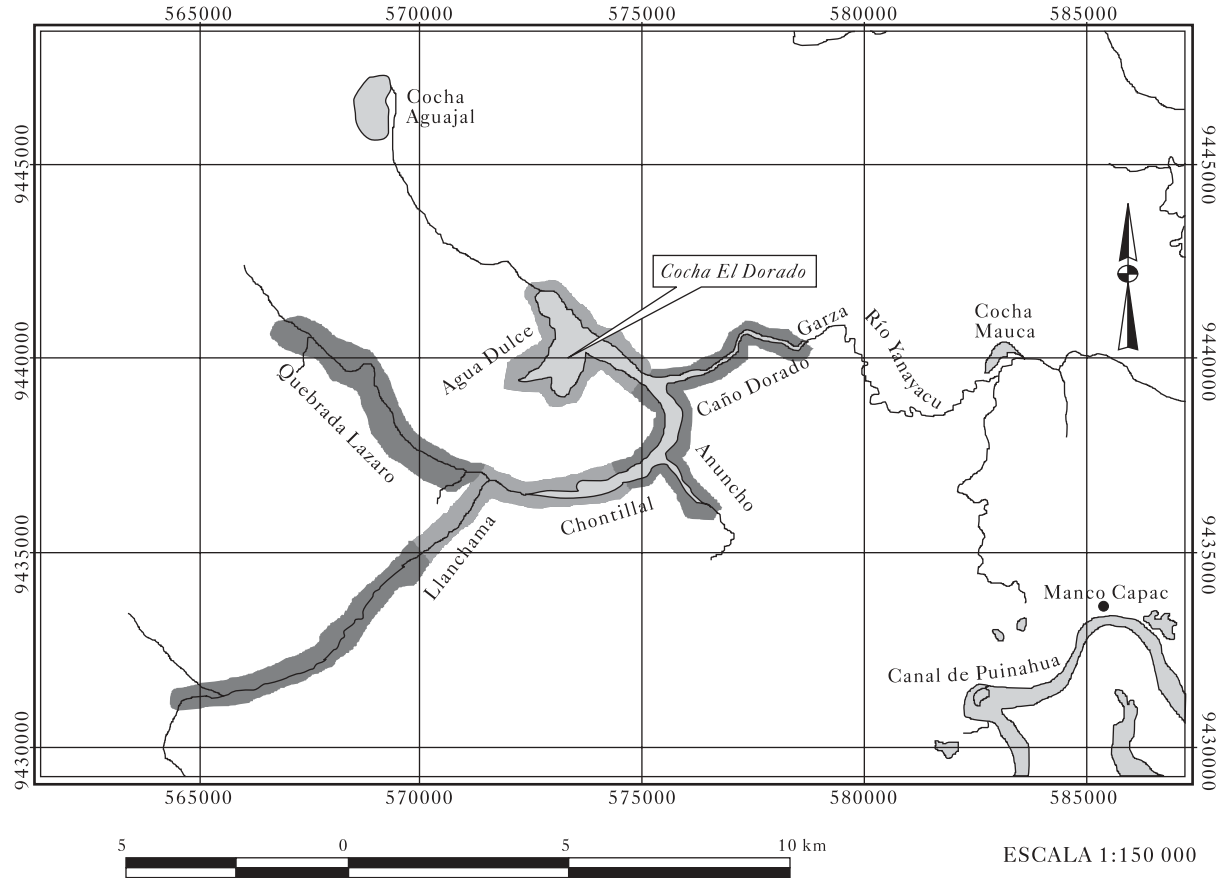 565000
570000
575000
580000
585000
9445000
9440000
9435000
9430000
Cocha
Aguajal
Cocha El Dorado
Agua Dulce
Garza
Río Yanayacu
Cocha
Mauca
Caño Dorado
Quebrada Lazaro
Anuncho
Chontillal
Llanchama
Manco Capac
Canal de Puinahua
9445000
9440000
9435000
9430000
565000
570000
575000
580000
585000
5
0
5
10 km
ESCALA 1:150 000